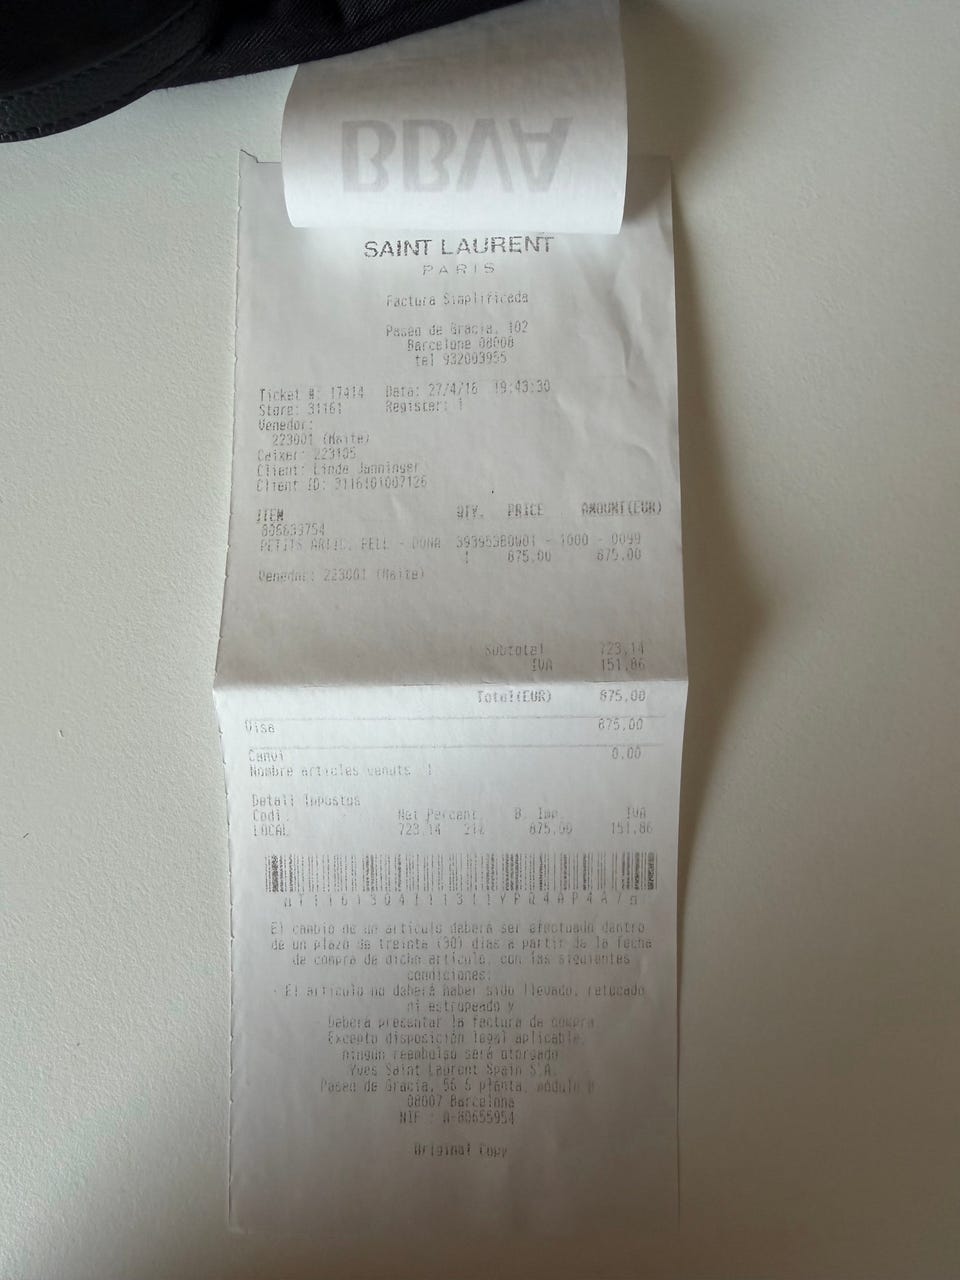 BBVA
SAINT LAURENT
PARIS
Factura Simplificada
Paseo de Gracia, 102
Barcelona 08008
tel 932003955
Ticket #: 17414 Data: 27/4/16 19:43:30
Store: 31161 Register: 1
Venedor:
223001 (Maite)
Caixer: 223105
Client: Linda Janninger
Client ID: 3116101007126
ITEM QTY. PRICE AMOUNT(EUR)
806633754
PETITS ARTIC. PELL - DONA 39395380W01 - 1000 - 0099
1 875.00 875.00
Venedor: 223001 (Maite)
Subtotal 723,14
IVA 151,86
Total(EUR) 875,00
Visa 875.00
Canvi 0.00
Nombre articles venuts 1
Detall Impostos
Codi Net Percent. B. Imp. IVA
LOCAL 723,14 21% 875,00 151,86
El cambio de un artículo deberá ser efectuado dentro
de un plazo de treinta (30) días a partir de la fecha
de compra de dicho artículo, con las siguientes
condiciones:
- El artículo no deberá haber sido llevado, retocado
ni estropeado y
Deberá presentar la factura de compra
Excepto disposición legal aplicable,
ningún reembolso será otorgado
Yves Saint Laurent Spain S.A.
Paseo de Gracia, 56 5 planta, módulo
08007 Barcelona
NIF : A-80655954
Original Copy